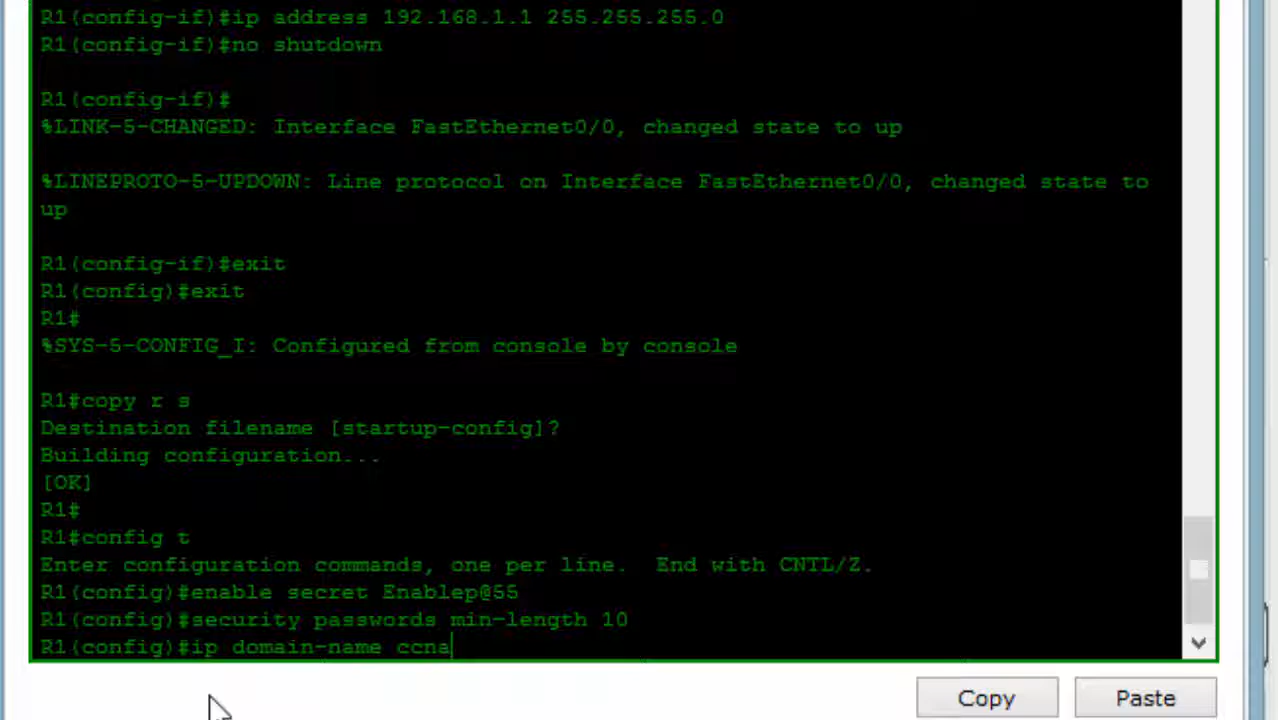 R1(config-if)#ip address 192.168.1.1 255.255.255.0
R1(config-if)#no shutdown
R1(config-if)#
%LINK-5-CHANGED: Interface FastEthernet0/0, changed state to up
%LINEPROTO-5-UPDOWN: Line protocol on Interface FastEthernet0/0, changed state to
up
R1(config-if)#exit
R1(config)#exit
R1#
%SYS-5-CONFIG_I: Configured from console by console
R1#copy r s
Destination filename [startup-config]?
Building configuration...
[OK]
R1#
R1#config t
Enter configuration commands, one per line.  End with CNTL/Z.
R1(config)#enable secret Enablep@55
R1(config)#security passwords min-length 10
R1(config)#ip domain-name ccna
Copy Paste